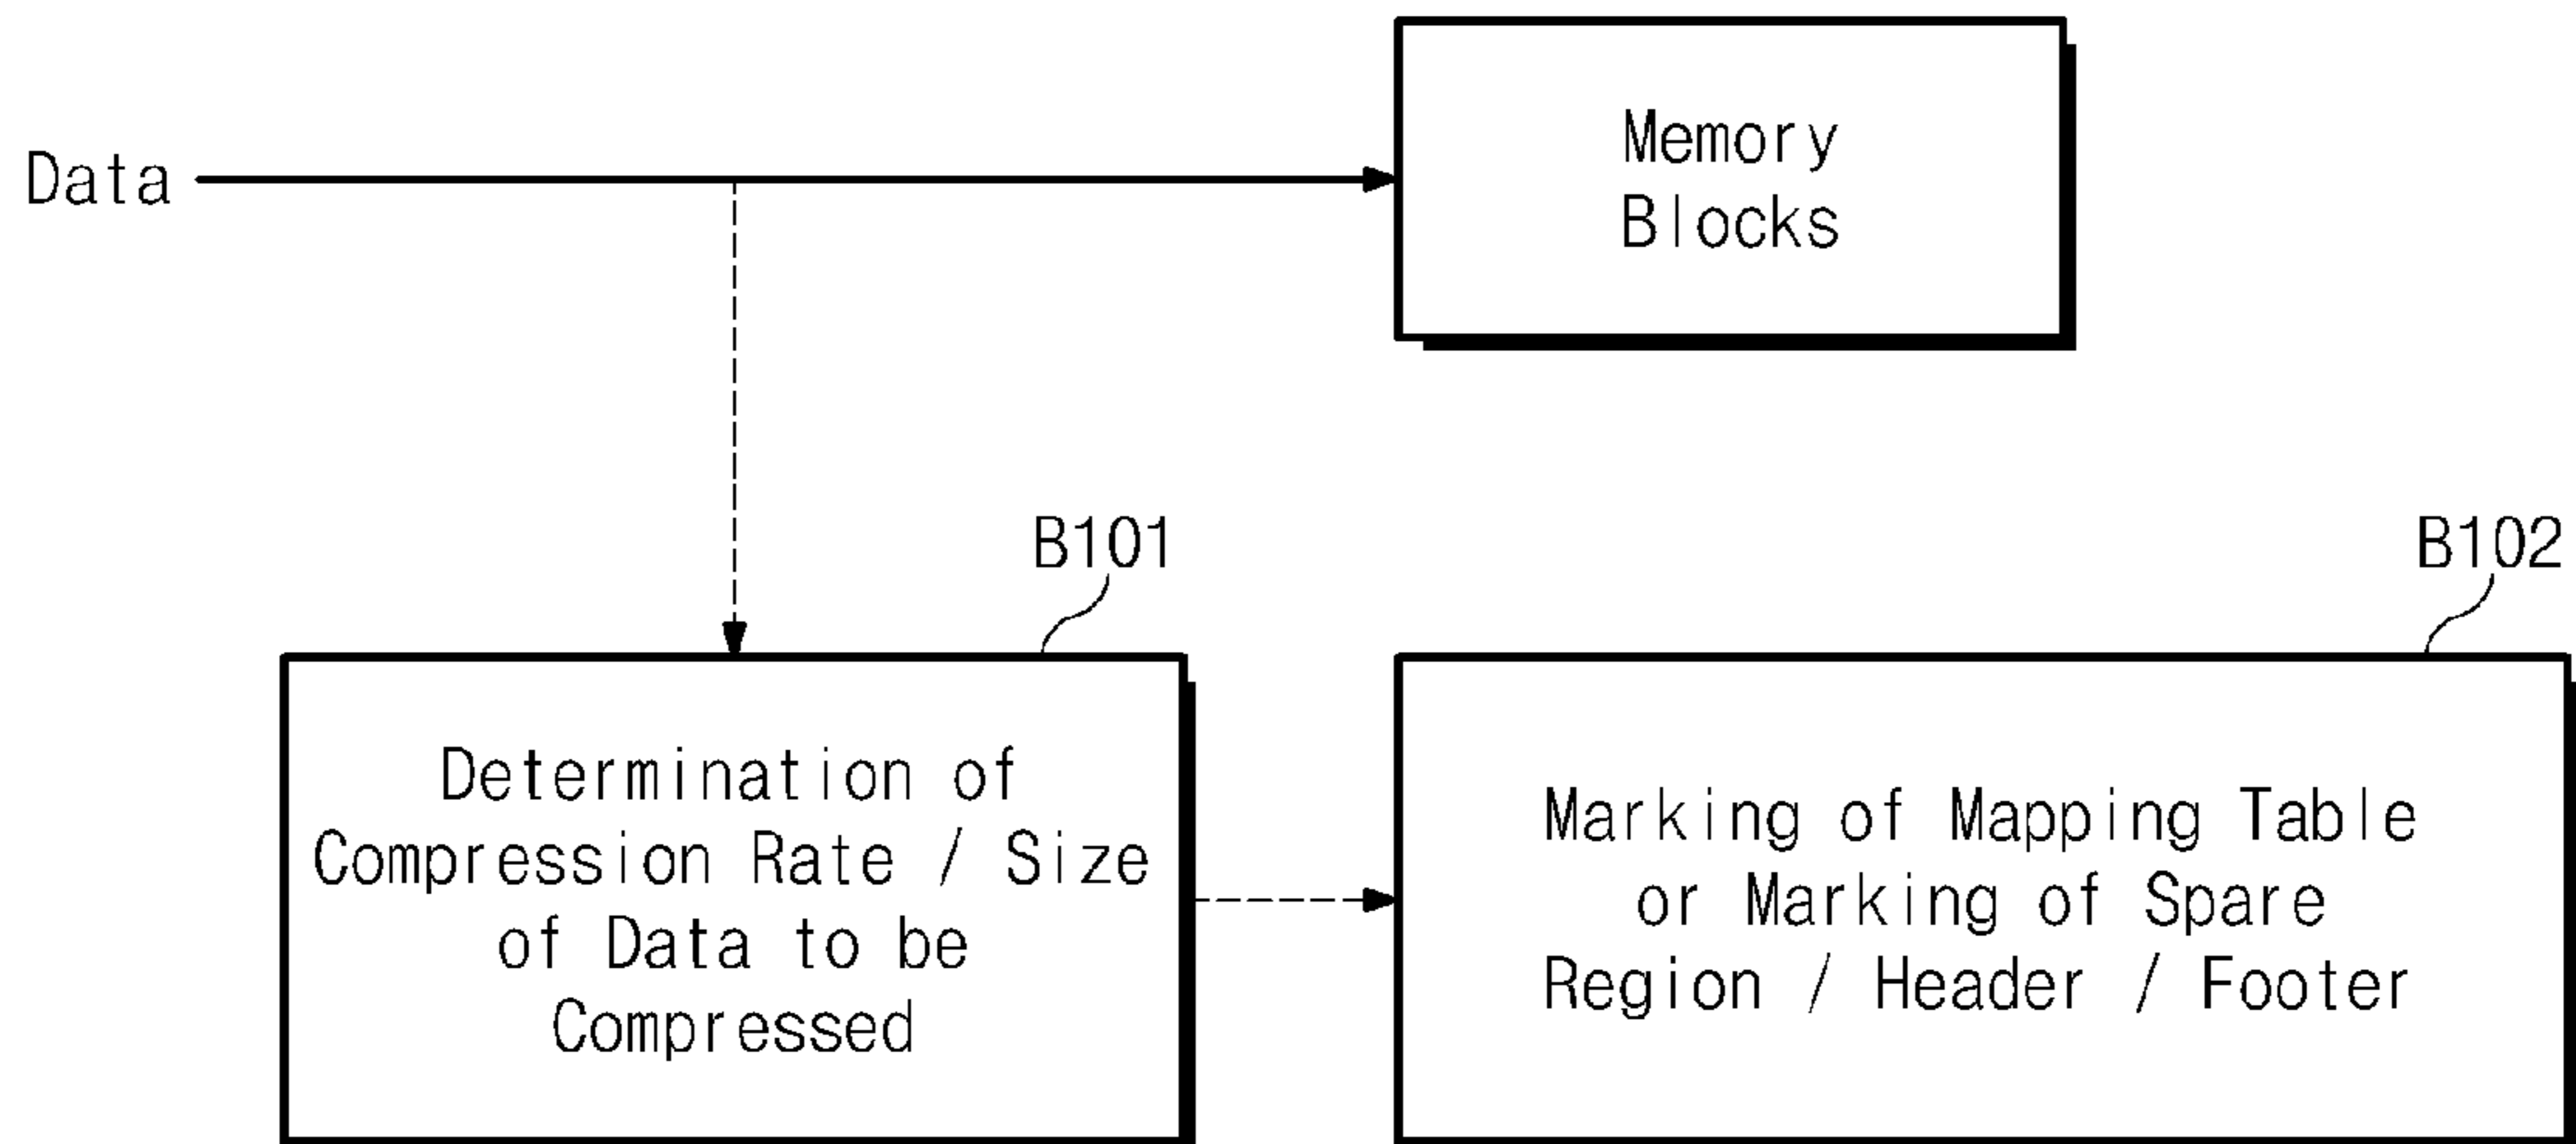 Memory
Blocks
Data
B101
B102
Determination of
Compression Rate / Size
of Data to be
Compressed
Marking of Mapping Table
or Marking of Spare
Region / Header / Footer